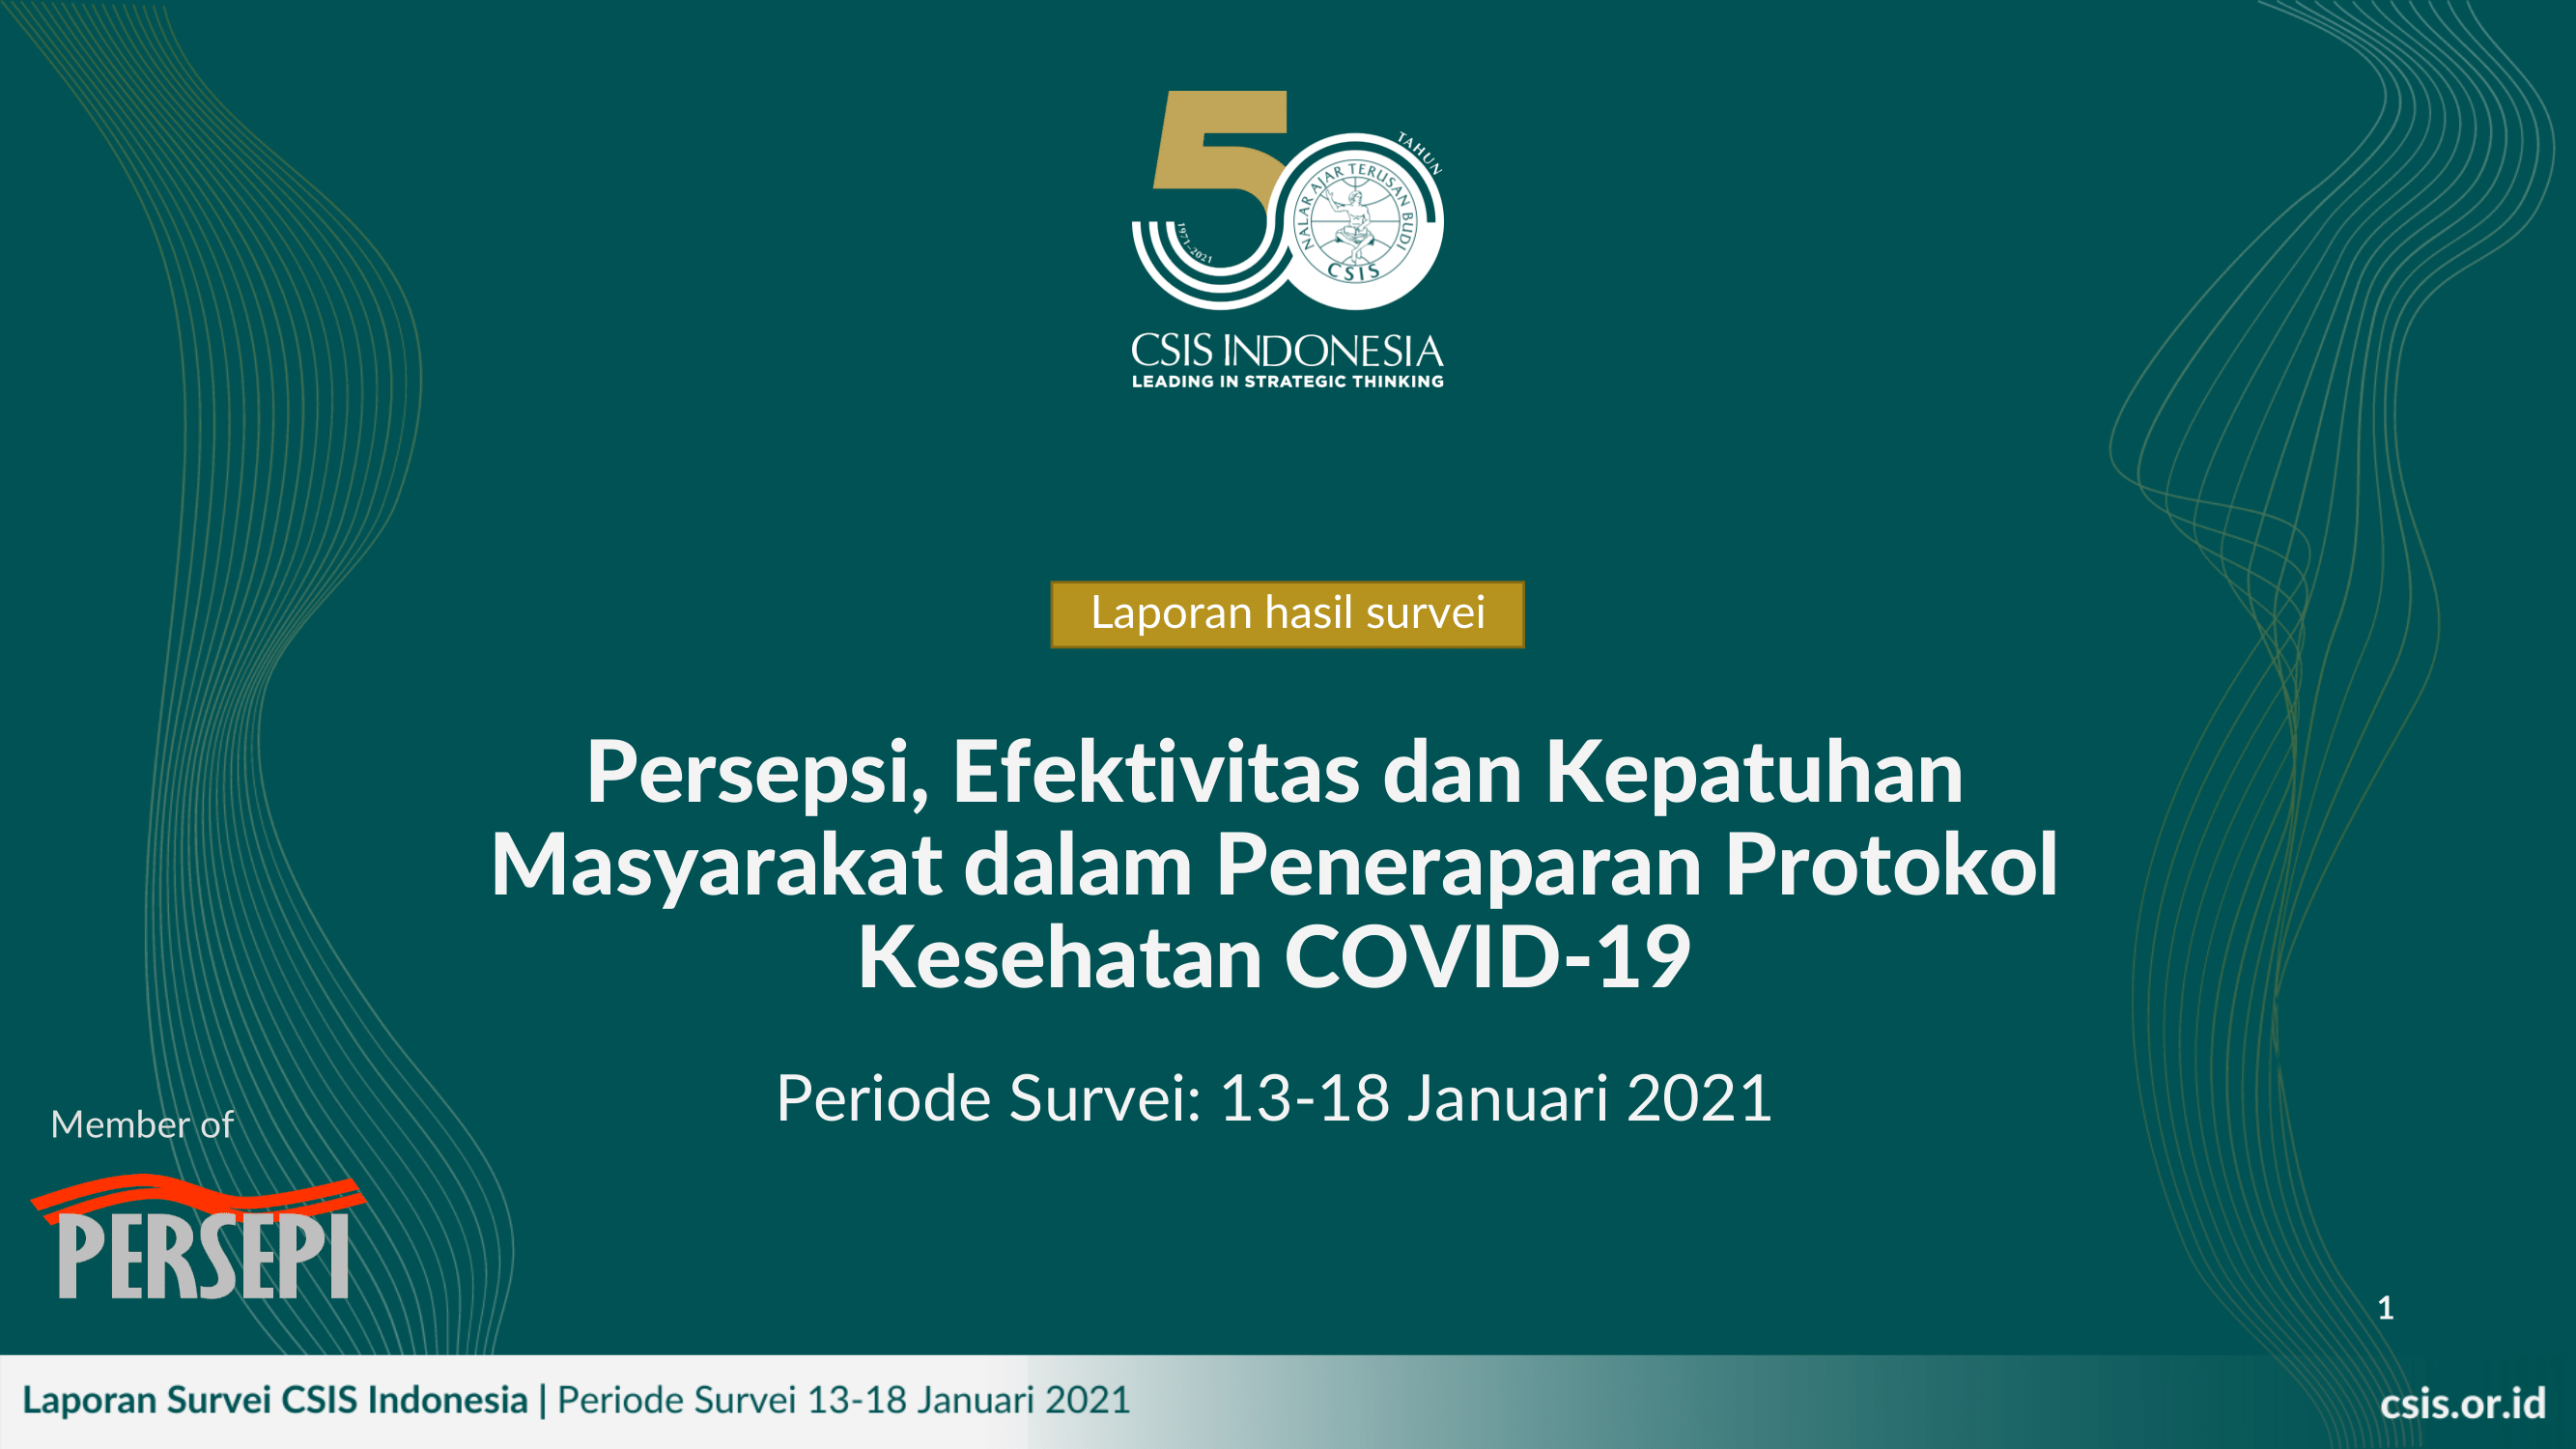 TAHUN
NALAR AJAR TERUSAN BUDI
CSIS
1971-2021
CSIS INDONESIA
LEADING IN STRATEGIC THINKING
Laporan hasil survei
Persepsi, Efektivitas dan Kepatuhan
Masyarakat dalam Peneraparan Protokol
Kesehatan COVID-19
Periode Survei: 13-18 Januari 2021
Member of
PERSEPI
1
Laporan Survei CSIS Indonesia | Periode Survei 13-18 Januari 2021
csis.or.id